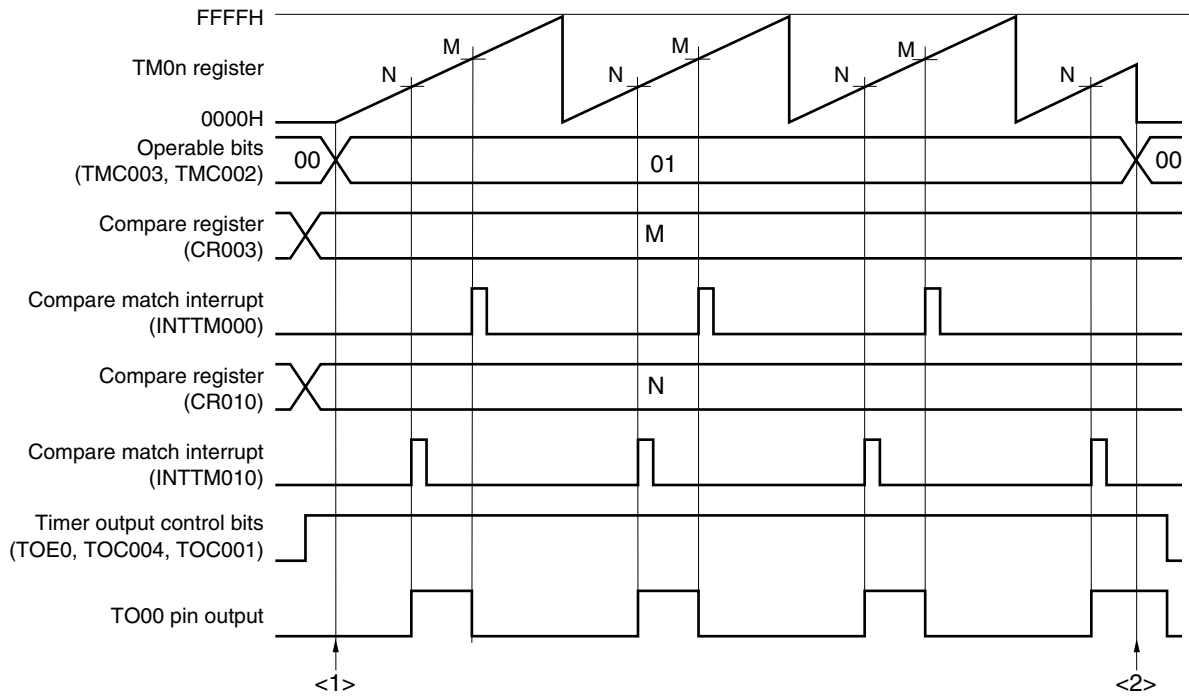 FFFFH
TM0n register
0000H
N M N M N M N
Operable bits
(TMC003, TMC002)
00 01 00
Compare register
(CR003)
M
Compare match interrupt
(INTTM000)
Compare register
(CR010)
N
Compare match interrupt
(INTTM010)
Timer output control bits
(TOE0, TOC004, TOC001)
TO00 pin output
<1> <2>